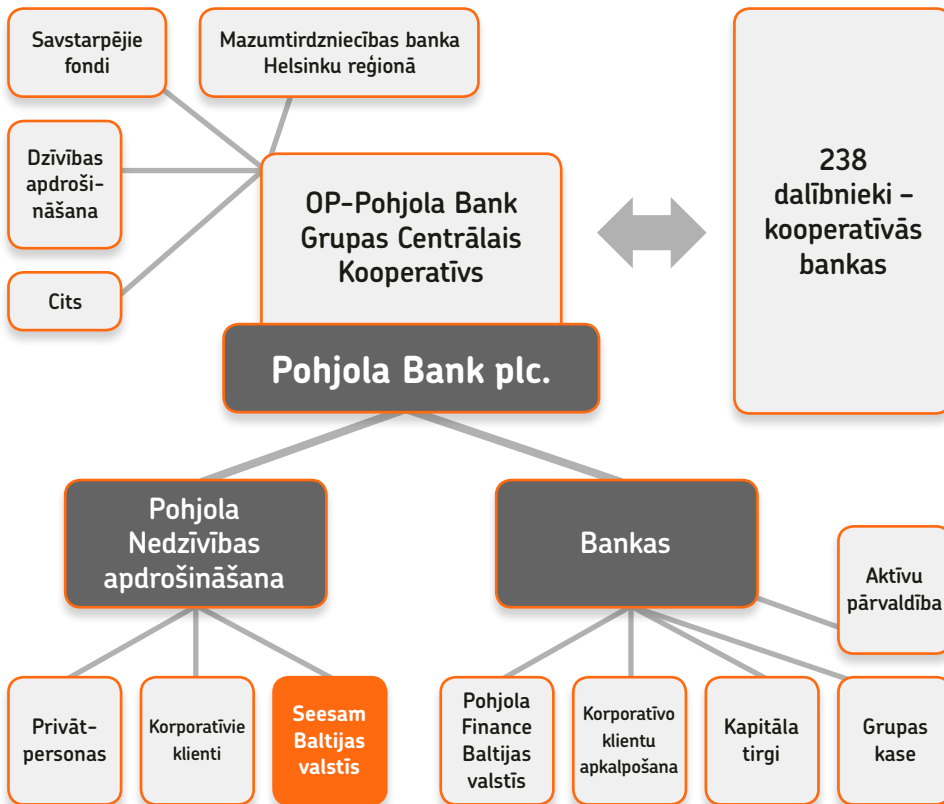 Savstarpējie
fondi
Mazumtirdzniecības banka
Helsinku reģionā
Dzīvības
apdroši-
nāšana
Cits
OP-Pohjola Bank
Grupas Centrālais
Kooperatīvs
238
dalībnieki –
kooperatīvās
bankas
Pohjola Bank plc.
Pohjola
Nedzīvības
apdrošināšana
Bankas
Aktīvu
pārvaldība
Privāt-
personas
Korporatīvie
klienti
Seesam
Baltijas
valstīs
Pohjola
Finance
Baltijas
valstīs
Korporatīvo
klientu
apkalpošana
Kapitāla
tirgi
Grupas
kase